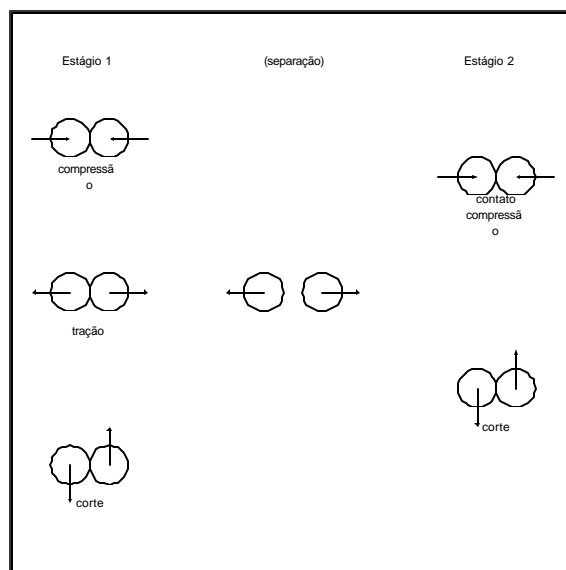 Estágio 1 (separação) Estágio 2
compressã
o
contato
compressã
o
tração
corte
corte